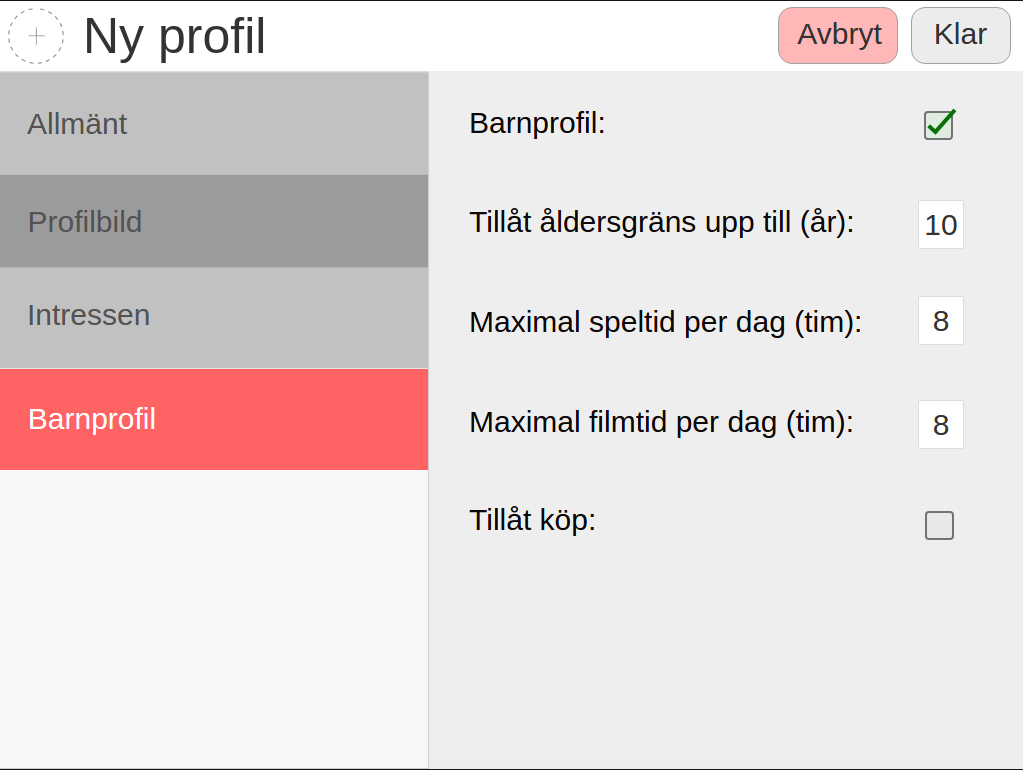 Ny profil
Avbryt
Klar
Allmänt
Profilbild
Intressen
Barnprofil
Barnprofil:
Tillåt åldersgräns upp till (år): 10
Maximal speltid per dag (tim): 8
Maximal filmtid per dag (tim): 8
Tillåt köp: